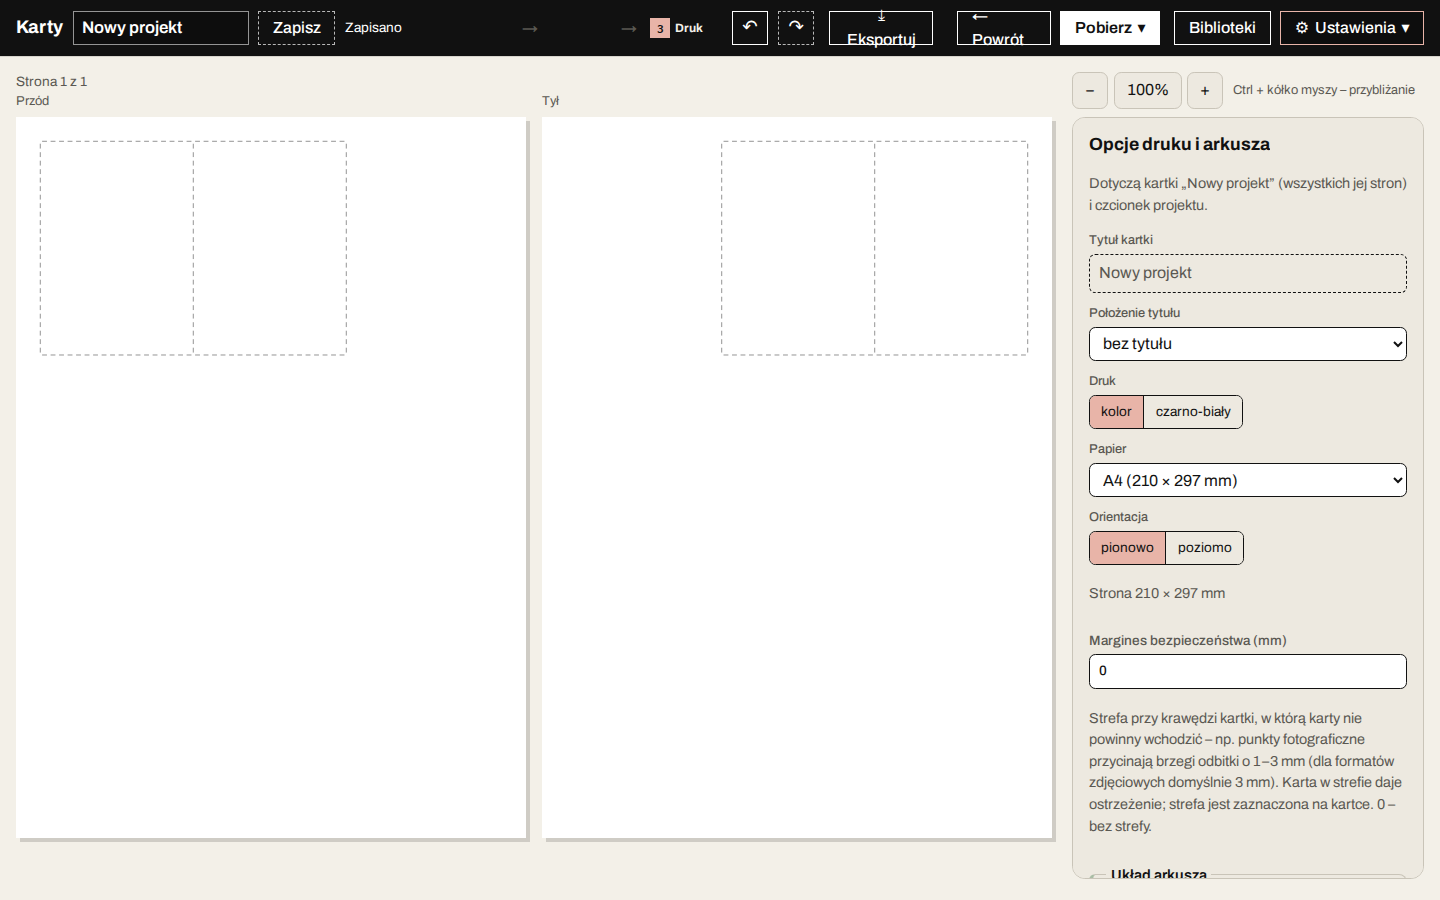 Karty
Nowy projekt
Zapisz
Zapisano
→
→
3 Druk
↶
↷
⤓ Eksportuj
← Powrót
Pobierz ▾
Biblioteki
⚙ Ustawienia ▾
Strona 1 z 1
Przód
Tył
−
100%
+
Ctrl + kółko myszy – przybliżanie
Opcje druku i arkusza
Dotyczą kartki „Nowy projekt” (wszystkich jej stron)
i czcionek projektu.
Tytuł kartki
Nowy projekt
Położenie tytułu
bez tytułu
Druk
kolor
czarno-biały
Papier
A4 (210 × 297 mm)
Orientacja
pionowo
poziomo
Strona 210 × 297 mm
Margines bezpieczeństwa (mm)
0
Strefa przy krawędzi kartki, w którą karty nie
powinny wchodzić – np. punkty fotograficzne
przycinają brzegi odbitki o 1–3 mm (dla formatów
zdjęciowych domyślnie 3 mm). Karta w strefie daje
ostrzeżenie; strefa jest zaznaczona na kartce. 0 –
bez strefy.
Układ arkusza